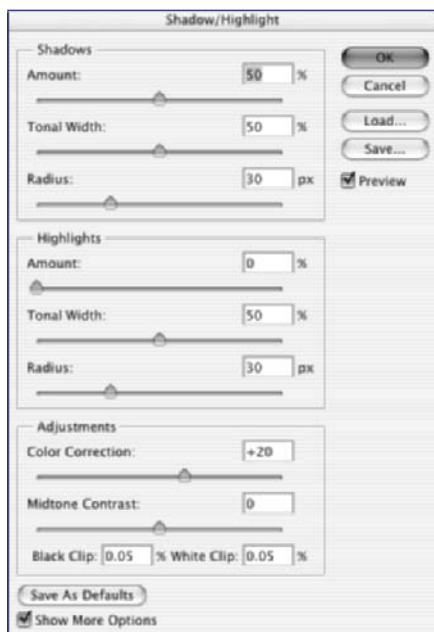 Shadow/Highlight
Shadows
Amount: 50 %
Tonal Width: 50 %
Radius: 30 px
Highlights
Amount: 0 %
Tonal Width: 50 %
Radius: 30 px
Adjustments
Color Correction: +20
Midtone Contrast: 0
Black Clip: 0.05 % White Clip: 0.05 %
Save As Defaults
Show More Options
OK
Cancel
Load...
Save...
Preview